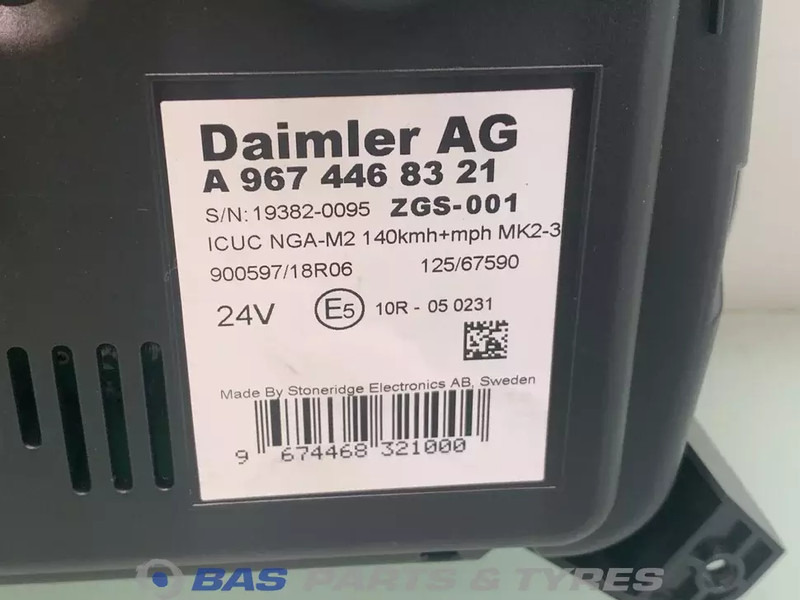 Daimler AG
A 967 446 83 21
S/N: 19382-0095 ZGS-001
ICUC NGA-M2 140kmh+mph MK2-3
900597/18R06 125/67590
24V E5 10R - 05 0231
Made By Stoneridge Electronics AB, Sweden
9 674468 321000
BAS PARTS & TYRES